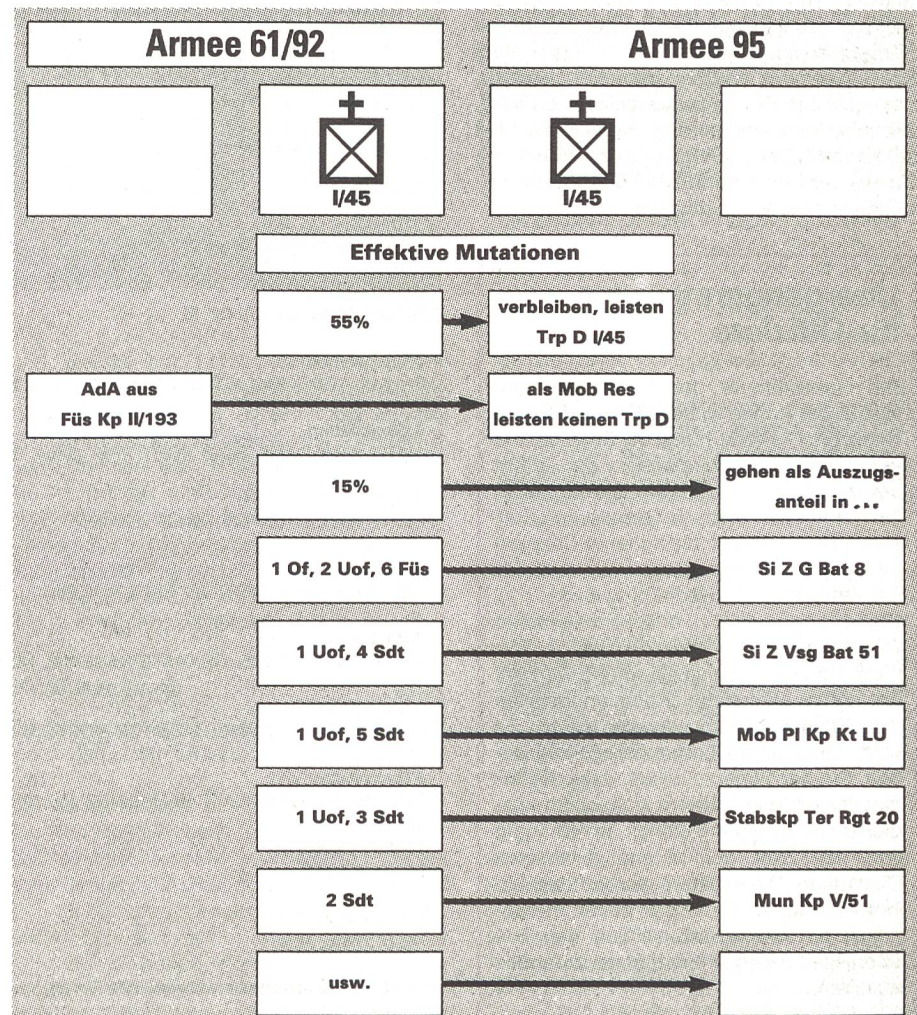 Armee 61/92
Armee 95
I/45
I/45
Effektive Mutationen
55%
verbleiben, leisten
Trp D I/45
AdA aus
Füs Kp II/193
als Mob Res
leisten keinen Trp D
15%
gehen als Auszugs-
anteil in ...
1 Of, 2 Uof, 6 Füs
Si Z G Bat 8
1 Uof, 4 Sdt
Si Z Vsg Bat 51
1 Uof, 5 Sdt
Mob Pl Kp Kt LU
1 Uof, 3 Sdt
Stabskp Ter Rgt 20
2 Sdt
Mun Kp V/51
usw.